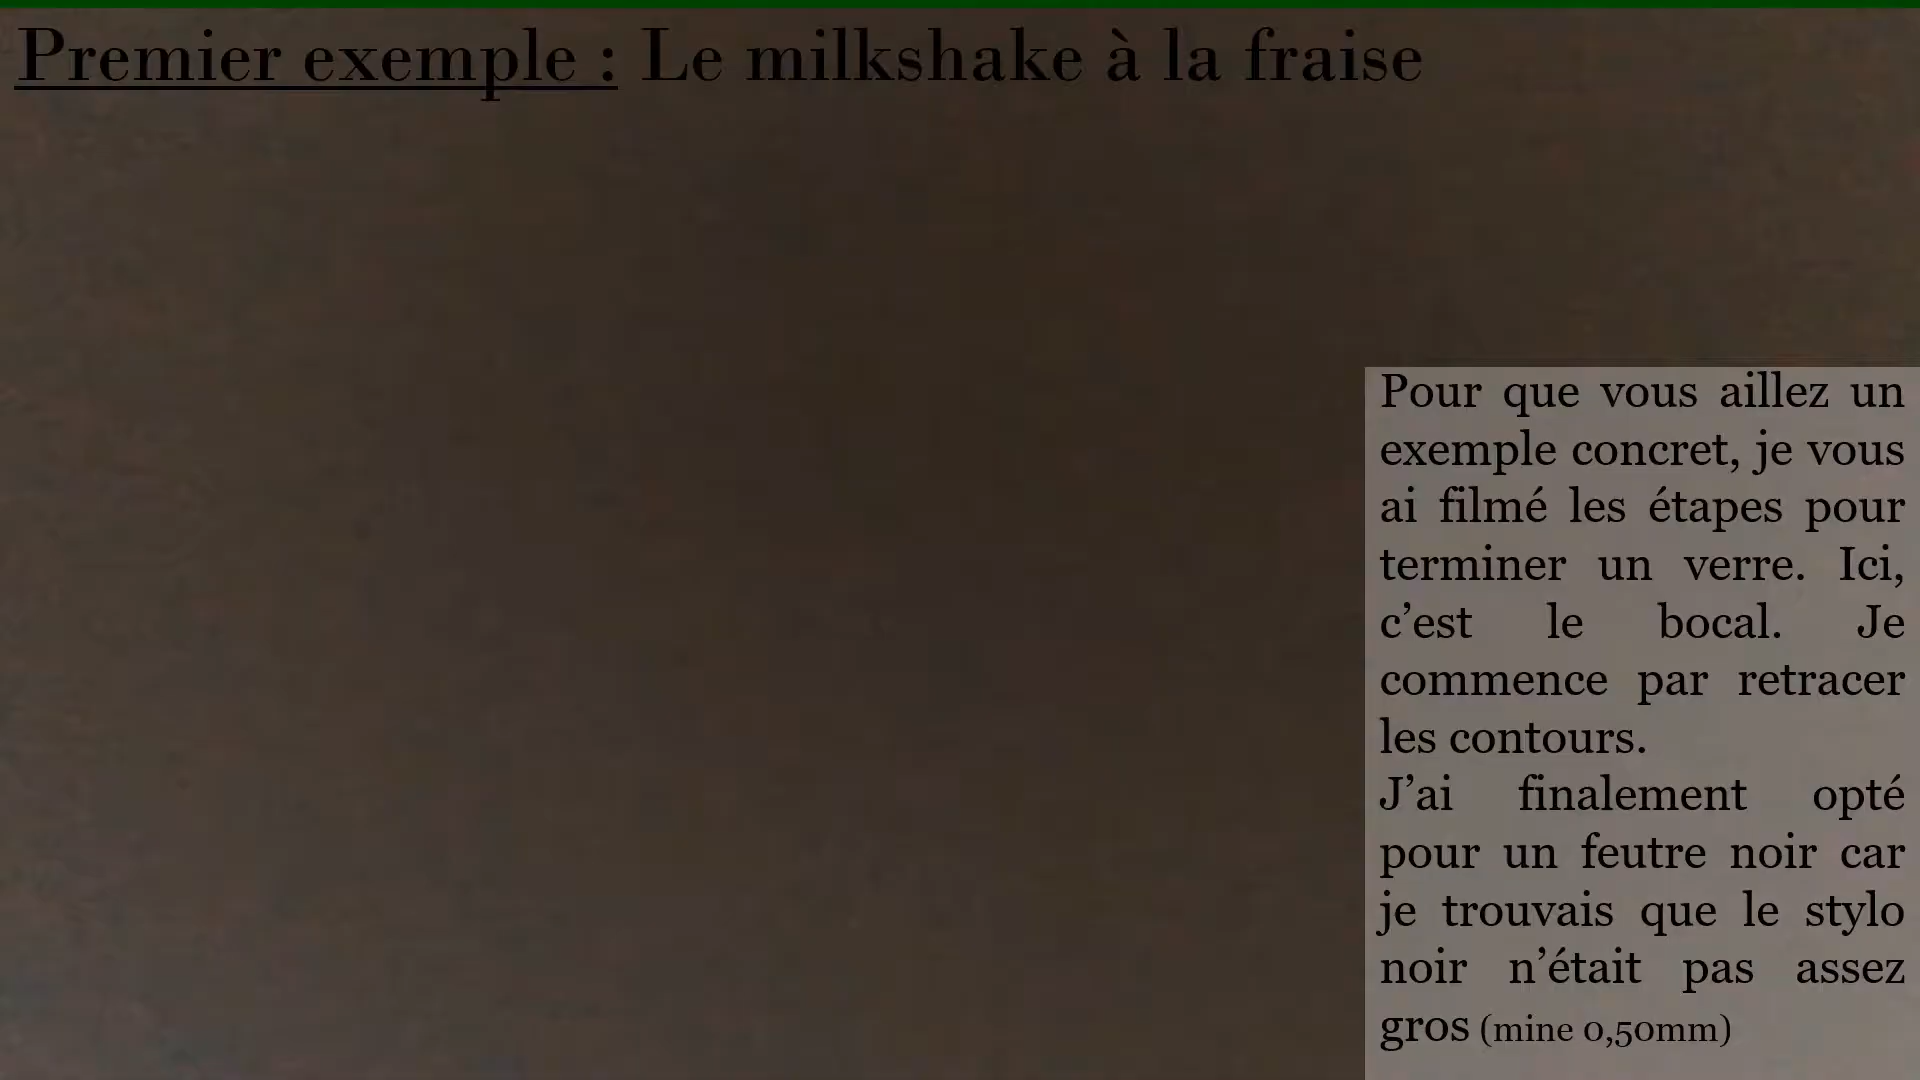 Premier exemple : Le milkshake à la fraise
Pour que vous aillez un
exemple concret, je vous
ai filmé les étapes pour
terminer un verre. Ici,
c’est le bocal. Je
commence par retracer
les contours.
J’ai finalement opté
pour un feutre noir car
je trouvais que le stylo
noir n’était pas assez
gros (mine 0,50mm)